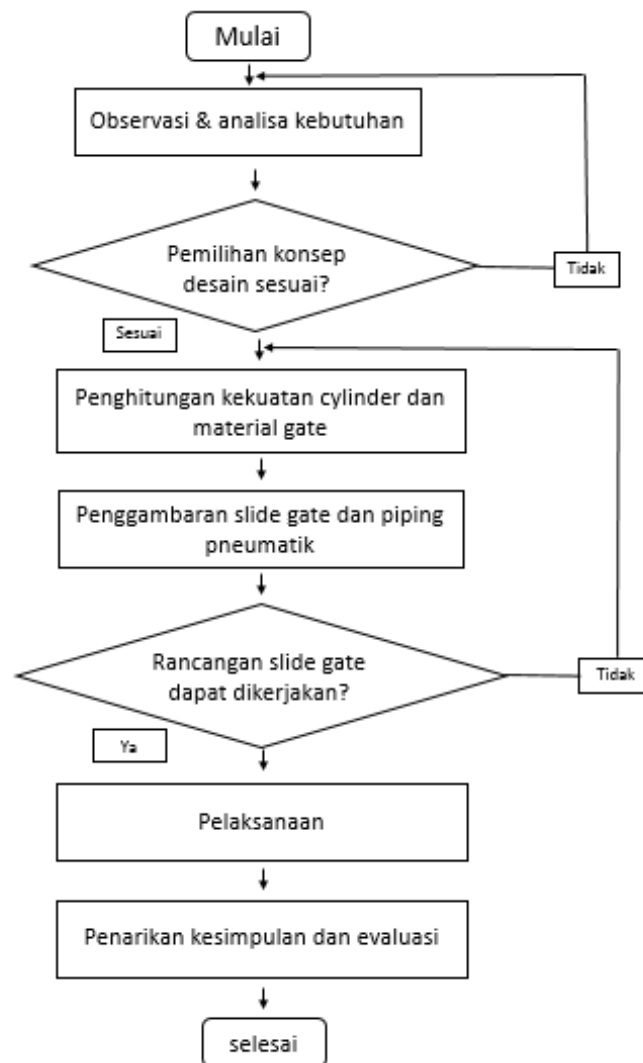 Mulai
Observasi & analisa kebutuhan
Pemilihan konsep
desain sesuai?
Tidak
Sesuai
Penghitungan kekuatan cylinder dan
material gate
Penggambaran slide gate dan piping
pneumatik
Rancangan slide gate
dapat dikerjakan?
Tidak
Ya
Pelaksanaan
Penarikan kesimpulan dan evaluasi
selesai